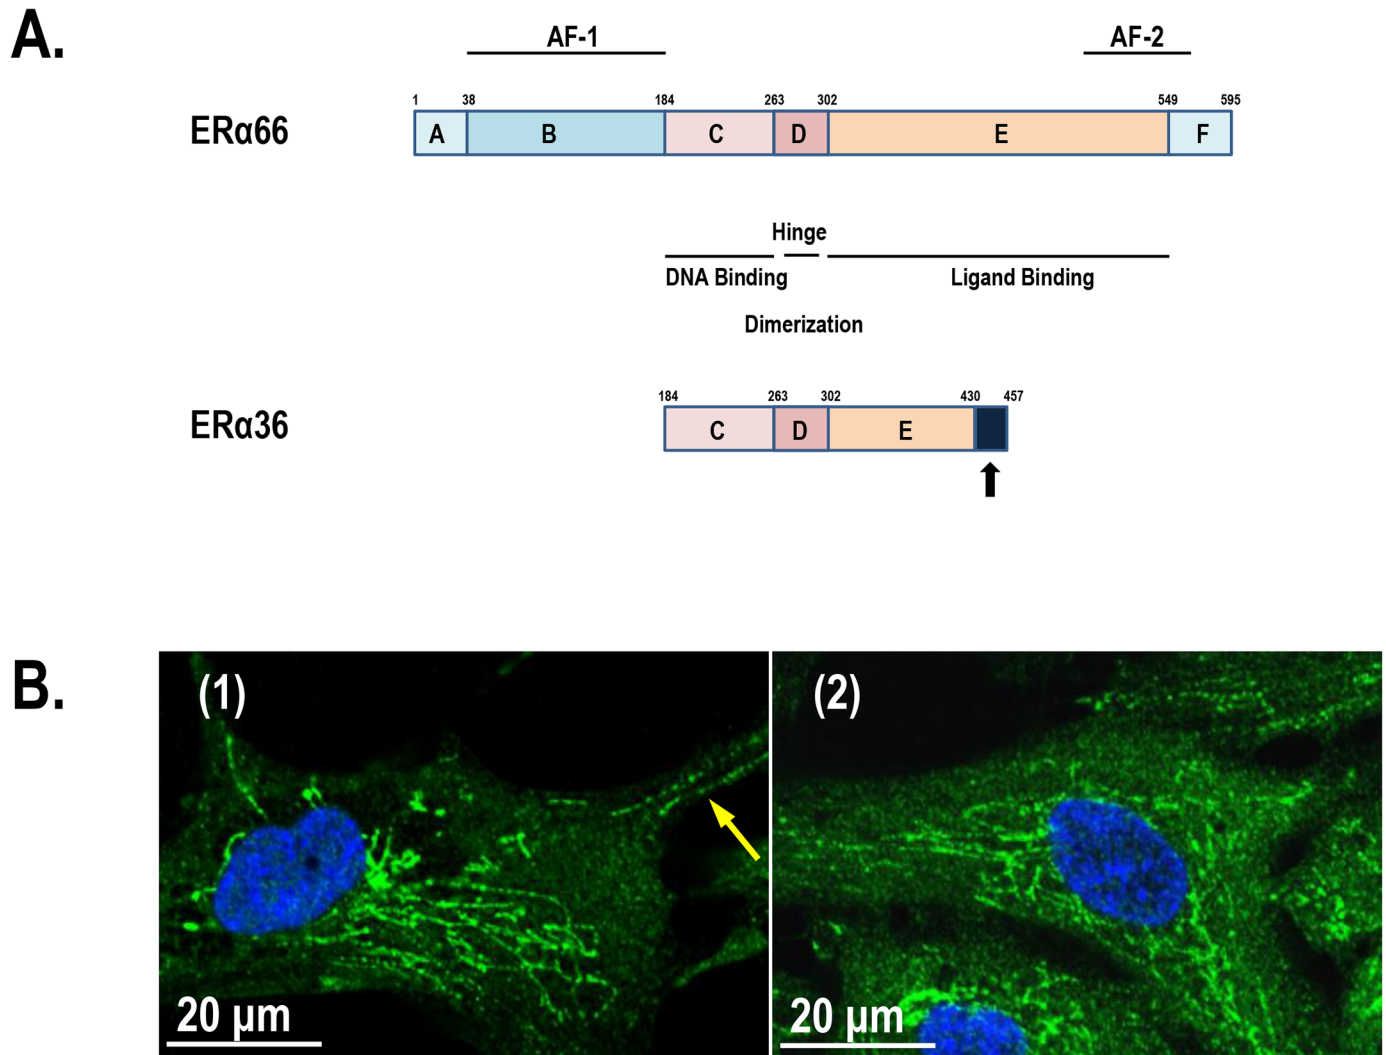 A.
AF-1 AF-2
1 38 184 263 302 549 595
ERα66 A B C D E F
Hinge
DNA Binding Ligand Binding
Dimerization
184 263 302 430 457
ERα36 C D E
B.
(1) (2)
20 μm 20 μm